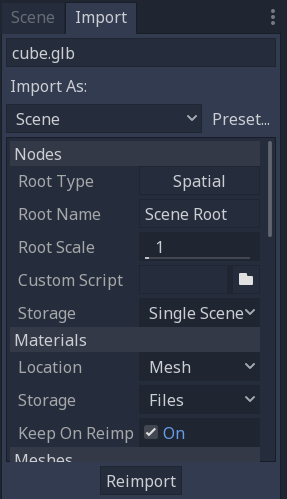 Scene Import
cube.glb
Import As:
Scene Preset..
Nodes
Root Type Spatial
Root Name Scene Root
Root Scale 1
Custom Script
Storage Single Scene
Materials
Location Mesh
Storage Files
Keep On Reimp On
Meshes
Reimport